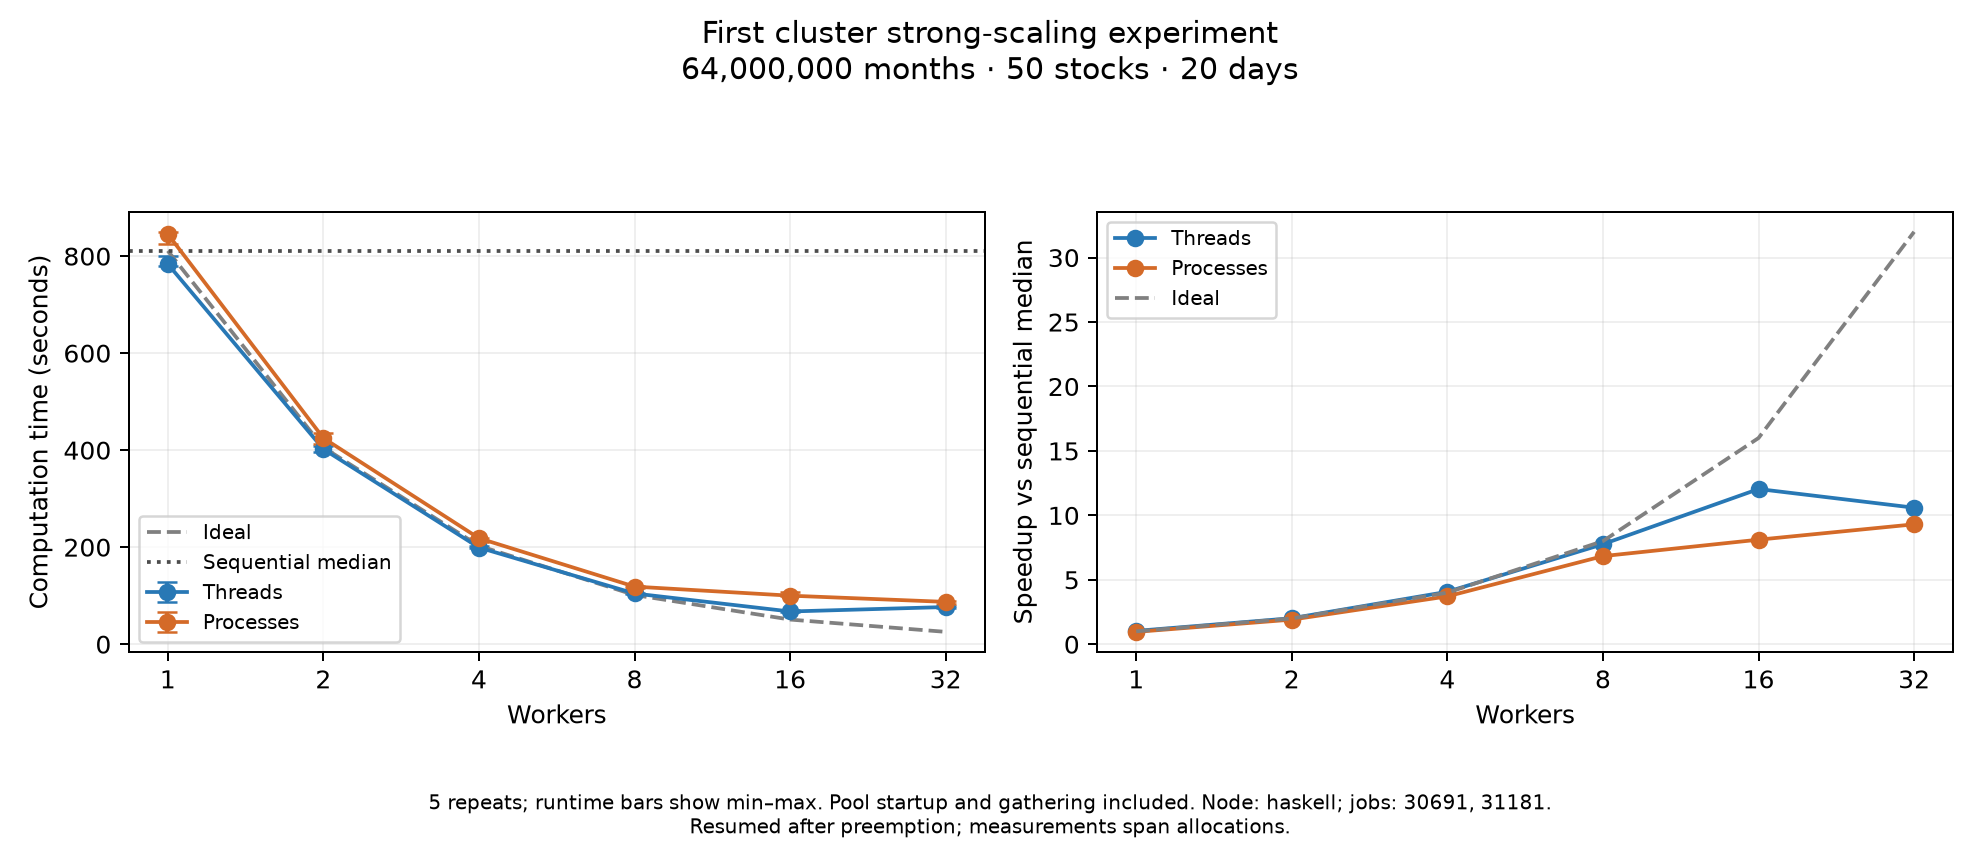 First cluster strong-scaling experiment
64,000,000 months · 50 stocks · 20 days
Computation time (seconds)
800
600
400
200
0
Ideal
Sequential median
Threads
Processes
1 2 4 8 16 32
Workers
Speedup vs sequential median
30
25
20
15
10
5
0
Threads
Processes
Ideal
1 2 4 8 16 32
Workers
5 repeats; runtime bars show min–max. Pool startup and gathering included. Node: haskell; jobs: 30691, 31181.
Resumed after preemption; measurements span allocations.